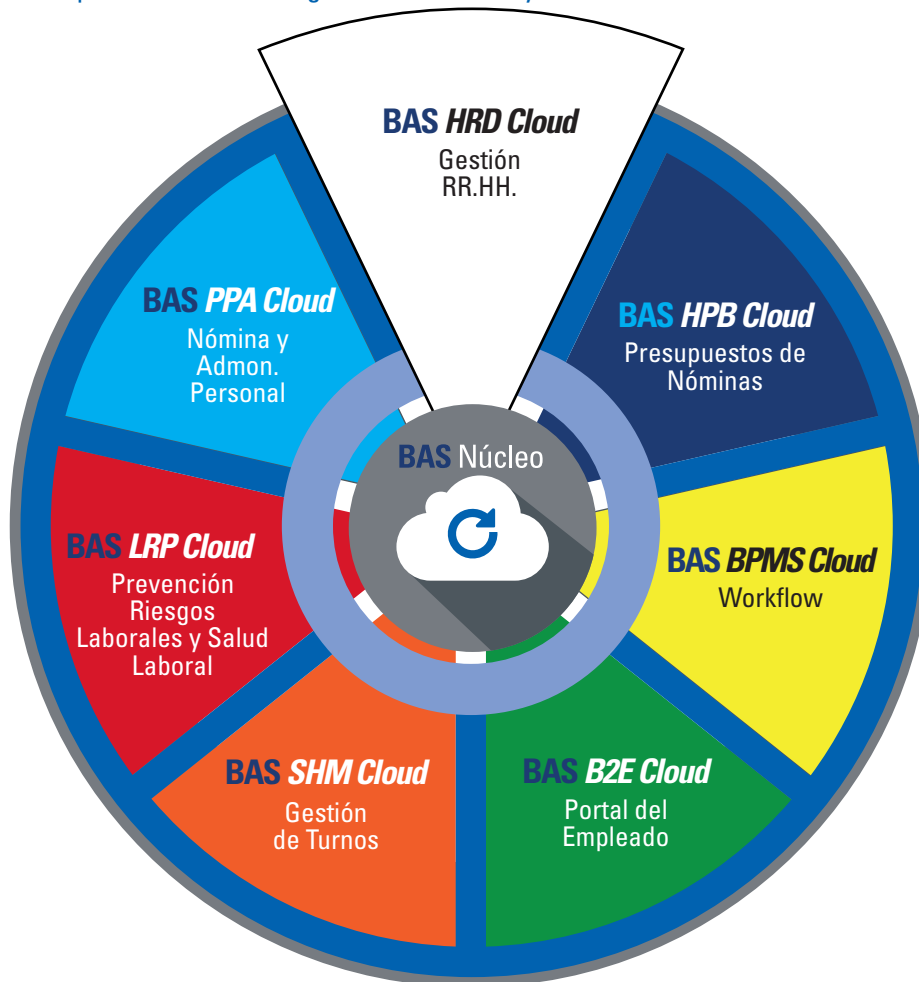 BAS HRD Cloud
Gestión
RR.HH.
BAS HPB Cloud
Presupuestos de
Nóminas
BAS BPMS Cloud
Workflow
BAS B2E Cloud
Portal del
Empleado
BAS SHM Cloud
Gestión
de Turnos
BAS LRP Cloud
Prevención
Riesgos
Laborales y Salud
Laboral
BAS PPA Cloud
Nómina y
Admon.
Personal
BAS Núcleo